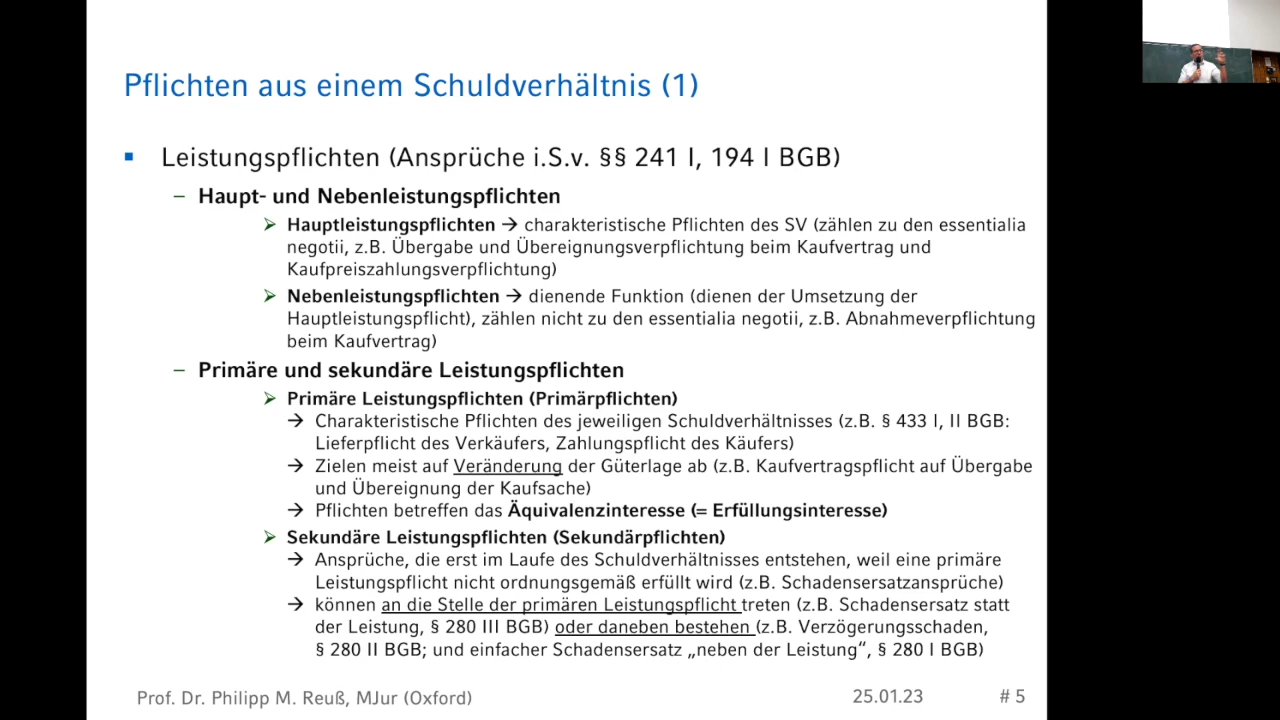 Pflichten aus einem Schuldverhältnis (1)
▪ Leistungspflichten (Ansprüche i.S.v. §§ 241 I, 194 I BGB)
– Haupt- und Nebenleistungspflichten
➢ Hauptleistungspflichten → charakteristische Pflichten des SV (zählen zu den essentialia
negotii, z.B. Übergabe und Übereignungsverpflichtung beim Kaufvertrag und
Kaufpreiszahlungsverpflichtung)
➢ Nebenleistungspflichten → dienende Funktion (dienen der Umsetzung der
Hauptleistungspflicht), zählen nicht zu den essentialia negotii, z.B. Abnahmeverpflichtung
beim Kaufvertrag)
– Primäre und sekundäre Leistungspflichten
➢ Primäre Leistungspflichten (Primärpflichten)
→ Charakteristische Pflichten des jeweiligen Schuldverhältnisses (z.B. § 433 I, II BGB:
Lieferpflicht des Verkäufers, Zahlungspflicht des Käufers)
→ Zielen meist auf Veränderung der Güterlage ab (z.B. Kaufvertragspflicht auf Übergabe
und Übereignung der Kaufsache)
→ Pflichten betreffen das Äquivalenzinteresse (= Erfüllungsinteresse)
➢ Sekundäre Leistungspflichten (Sekundärpflichten)
→ Ansprüche, die erst im Laufe des Schuldverhältnisses entstehen, weil eine primäre
Leistungspflicht nicht ordnungsgemäß erfüllt wird (z.B. Schadensersatzansprüche)
→ können an die Stelle der primären Leistungspflicht treten (z.B. Schadensersatz statt
der Leistung, § 280 III BGB) oder daneben bestehen (z.B. Verzögerungsschaden,
§ 280 II BGB; und einfacher Schadensersatz „neben der Leistung“, § 280 I BGB)
Prof. Dr. Philipp M. Reuß, MJur (Oxford) 25.01.23 # 5